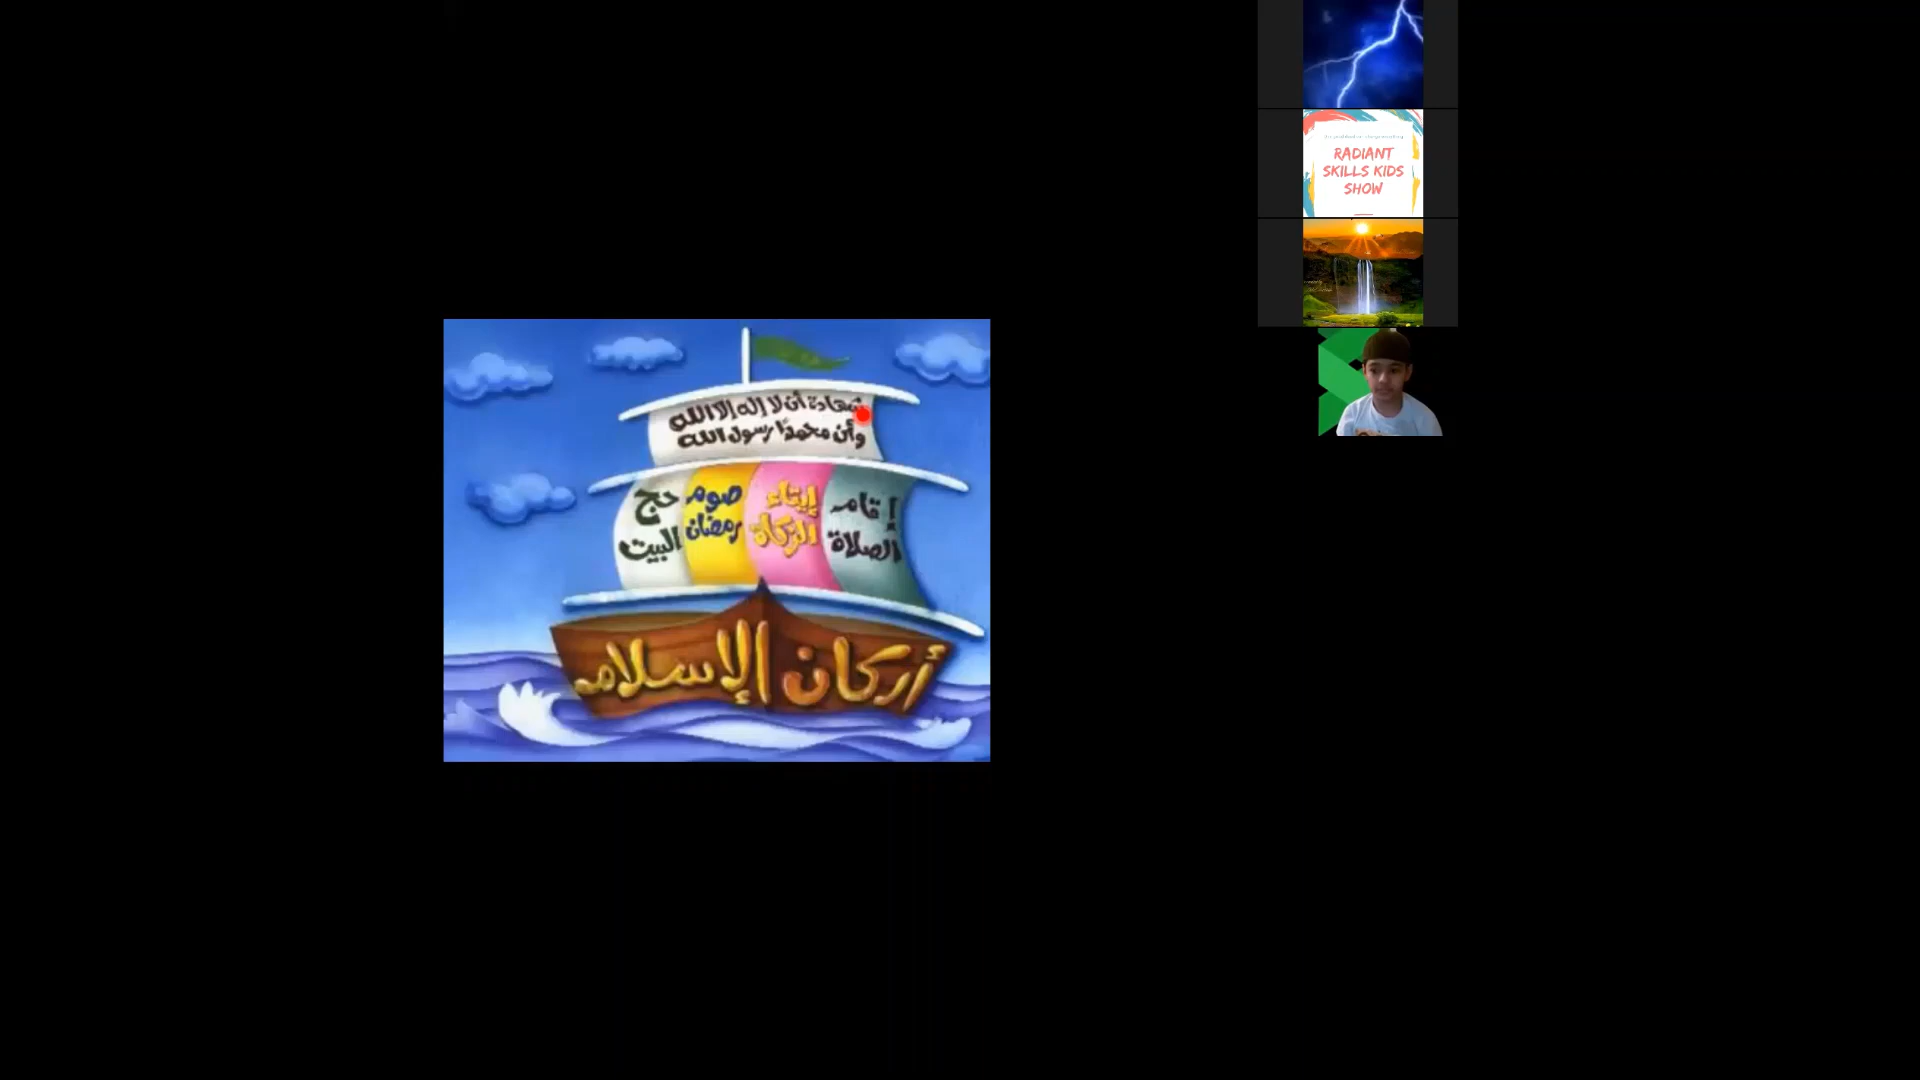 شهادة أن لا إله إلا الله
وأن محمدًا رسول الله
إقام
الصلاة
إيتاء
الزكاة
صوم
رمضان
حج
البيت
أركان الإسلام
RADIANT
SKILLS KIDS
SHOW